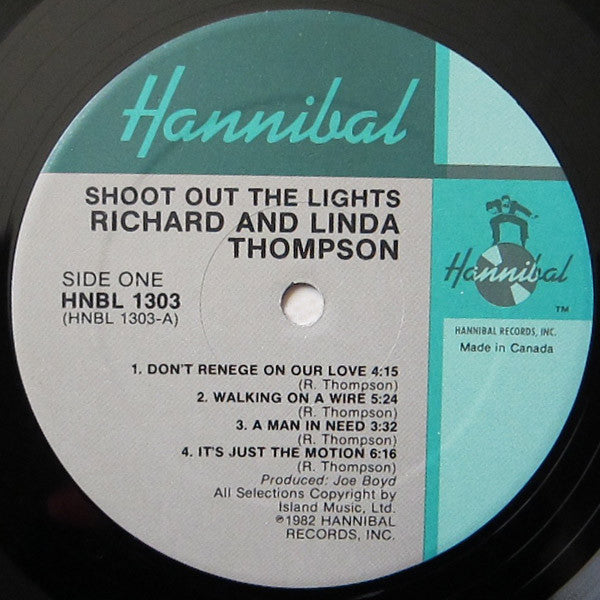 Hannibal
SHOOT OUT THE LIGHTS
RICHARD AND LINDA
THOMPSON
SIDE ONE
HNBL 1303
(HNBL 1303-A)
Hannibal
TM
HANNIBAL RECORDS, INC.
Made in Canada
1. DON'T RENEGE ON OUR LOVE 4:15
(R. Thompson)
2. WALKING ON A WIRE 5:24
(R. Thompson)
3. A MAN IN NEED 3:32
(R. Thompson)
4. IT'S JUST THE MOTION 6:16
(R. Thompson)
Produced: Joe Boyd
All Selections Copyright by
Island Music, Ltd.
℗1982 HANNIBAL
RECORDS, INC.